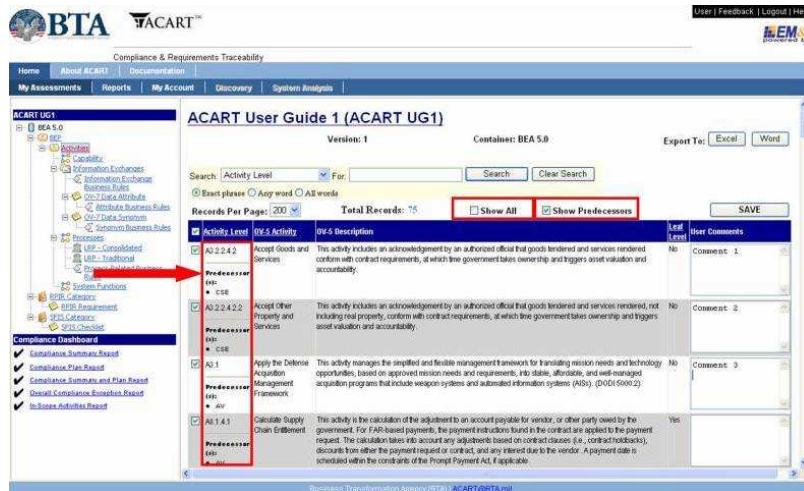 User | Feedback | Logout | He
BTA
ACART™
EM
powered
Compliance & Requirements Traceability
Home About ACART Documentation
My Assessments Reports My Account Discovery System Analysis
ACART UG1
BEA 5.0
BEP
Activities
Capability
Information Exchanges
Information Exchange
Business Rules
OV-7 Data Attribute
Attribute Business Rules
OV-7 Data Synonym
Synonym Business Rules
Processes
LRP - Consolidated
LRP - Traditional
Process Related Business
Rules
System Functions
RPIR Category
RPIR Requirement
SFIS Category
SFIS Checklist
Compliance Dashboard
Compliance Summary Report
Compliance Plan Report
Compliance Summary and Plan Report
Overall Compliance Exception Report
In-Scope Activities Report
ACART User Guide 1 (ACART UG1)
Version: 1 Container: BEA 5.0 Export To: Excel Word
Search: Activity Level For: Search Clear Search
Exact phrase Any word All words
Records Per Page: 200 Total Records: 75 Show All Show Predecessors SAVE
Activity Level OV-5 Activity OV-5 Description Leaf Level User Comments
A3.2.2.4.2
Predecessor
(s):
CSE
Accept Goods and
Services
This activity includes an acknowledgement by an authorized official that goods tendered and services rendered
conform with contract requirements, at which time government takes ownership and triggers asset valuation and
accountability.
No
Comment 1
A3.2.2.4.2.2
Predecessor
(s):
CSE
Accept Other
Property and
Services
This activity includes an acknowledgement by an authorized official that goods tendered and services rendered, not
including real property, conform with contract requirements, at which time government takes ownership and triggers
asset valuation and accountability.
No
Comment 2
A3.1
Predecessor
(s):
AV
Apply the Defense
Acquisition
Management
Framework
This activity manages the simplified and flexible management framework for translating mission needs and technology
opportunities, based on approved mission needs and requirements, into stable, affordable, and well-managed
acquisition programs that include weapon systems and automated information systems (AISs). (DODI 5000.2)
No
Comment 3
A8.1.4.1
Predecessor
(s):
AV
Calculate Supply
Chain Entitlement
This activity is the calculation of the adjustment to an account payable for vendor, or other party owed by the
government. For FAR-based payments, the payment instructions found in the contract are applied to the payment
request. The calculation takes into account any adjustments based on contract clauses (i.e., contract holdbacks),
discounts from either the payment request or contract, and any interest due to the vendor. A payment date is
scheduled within the constraints of the Prompt Payment Act, if applicable.
Yes
Business Transformation Agency (BTA) ACART@BTA.mil